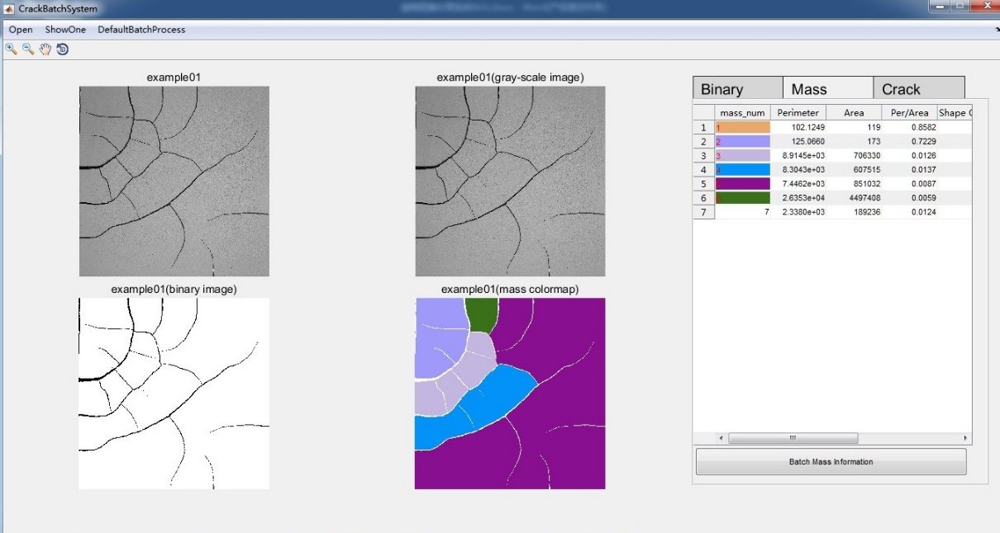 CrackBatchSystem
Open ShowOne DefaultBatchProcess
example01
example01(gray-scale image)
example01(binary image)
example01(mass colormap)
Binary Mass Crack
mass_num Perimeter Area Per/Area Shape
1 1 102.1249 119 0.8582
2 2 125.0660 173 0.7229
3 3 8.9145e+03 706330 0.0126
4 4 8.3043e+03 607515 0.0137
5 7.4462e+03 851032 0.0087
6 2.6353e+04 4497408 0.0059
7 7 2.3380e+03 189236 0.0124
Batch Mass Information